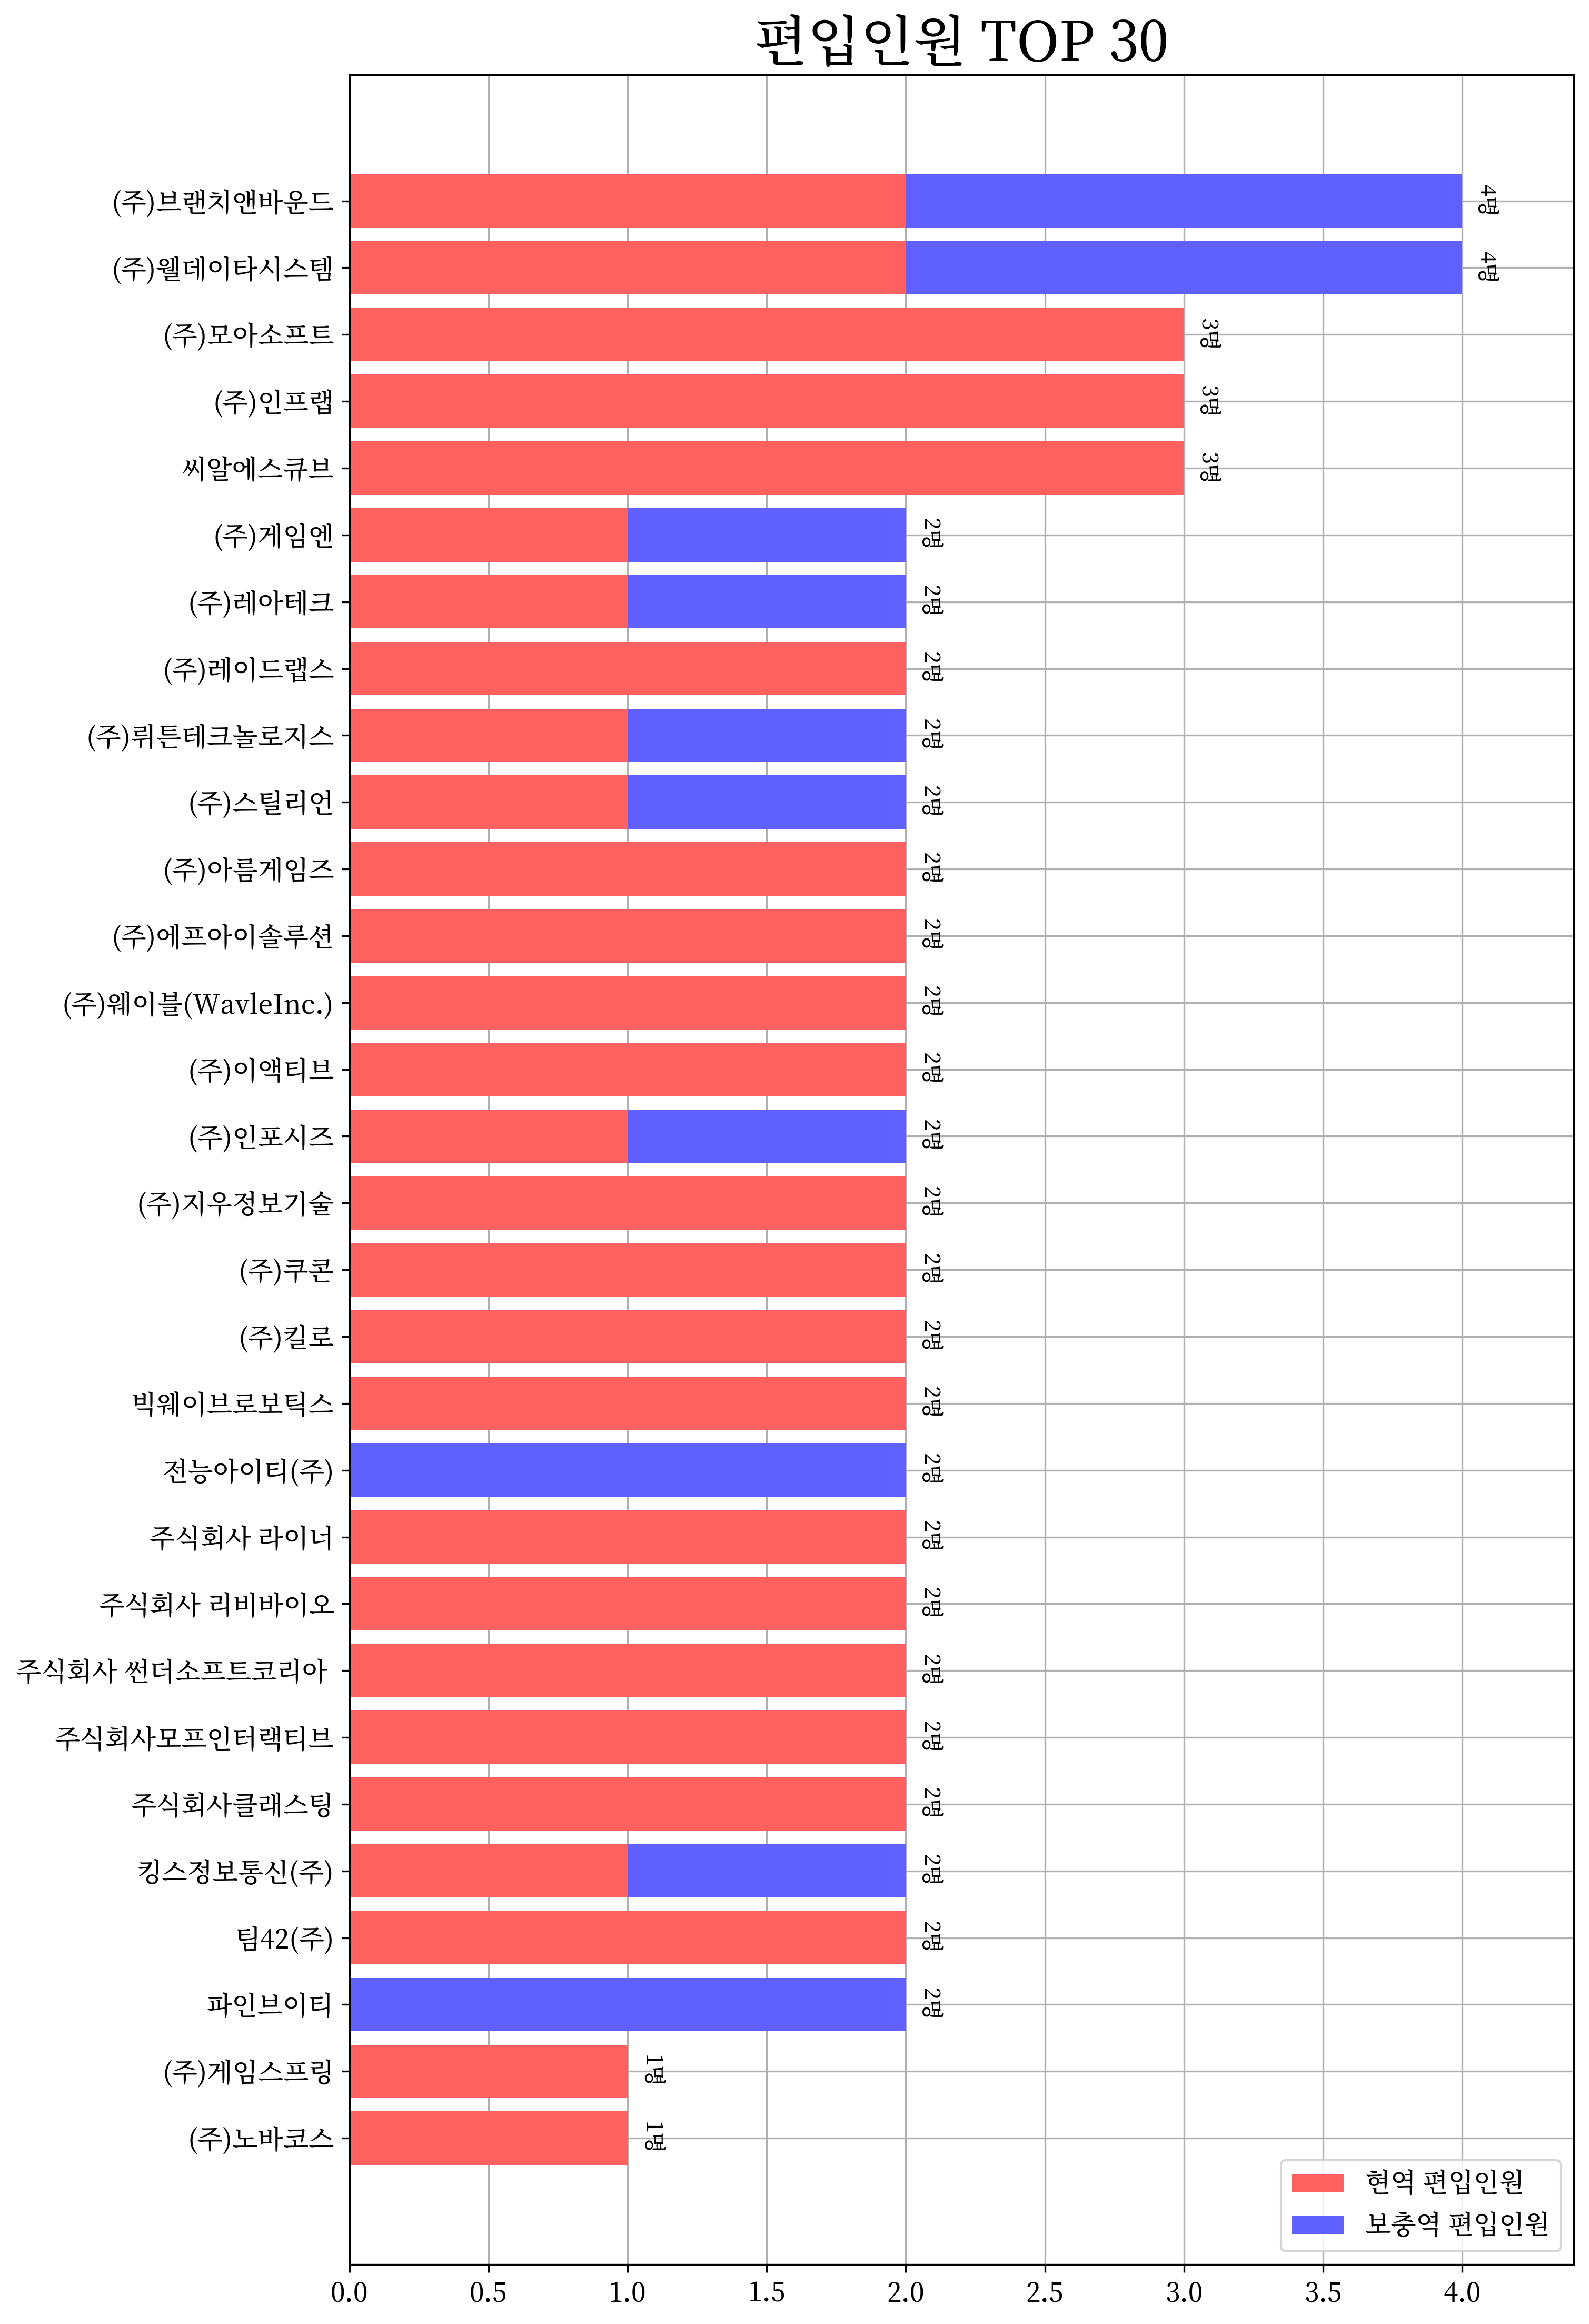 편입인원 TOP 30
(주)브랜치앤바운드 4명
(주)웰데이타시스템 4명
(주)모아소프트 3명
(주)인프랩 3명
씨알에스큐브 3명
(주)게임엔 2명
(주)레아테크 2명
(주)레이드랩스 2명
(주)뤼튼테크놀로지스 2명
(주)스틸리언 2명
(주)아름게임즈 2명
(주)에프아이솔루션 2명
(주)웨이블(WavleInc.) 2명
(주)이액티브 2명
(주)인포시즈 2명
(주)지우정보기술 2명
(주)쿠콘 2명
(주)킬로 2명
빅웨이브로보틱스 2명
전능아이티(주) 2명
주식회사 라이너 2명
주식회사 리비바이오 2명
주식회사 썬더소프트코리아 2명
주식회사모프인터랙티브 2명
주식회사클래스팅 2명
킹스정보통신(주) 2명
팀42(주) 2명
파인브이티 2명
(주)게임스프링 1명
(주)노바코스 1명
현역 편입인원
보충역 편입인원
0.0 0.5 1.0 1.5 2.0 2.5 3.0 3.5 4.0